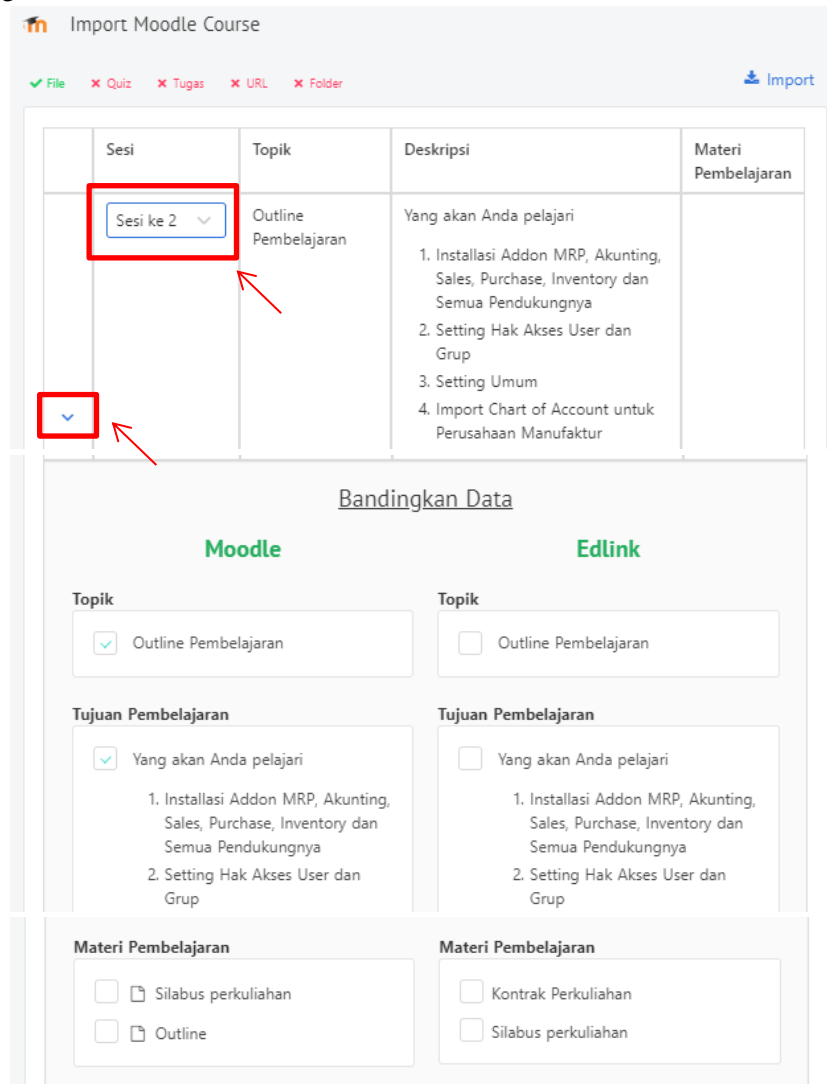 Import Moodle Course
File Quiz Tugas URL Folder Import
Sesi Topik Deskripsi Materi Pembelajaran
Sesi ke 2
Outline
Pembelajaran
Yang akan Anda pelajari
1. Installasi Addon MRP, Akunting,
Sales, Purchase, Inventory dan
Semua Pendukungnya
2. Setting Hak Akses User dan
Grup
3. Setting Umum
4. Import Chart of Account untuk
Perusahaan Manufaktur
Bandingkan Data
Moodle
Topik
Outline Pembelajaran
Tujuan Pembelajaran
Yang akan Anda pelajari
1. Installasi Addon MRP, Akunting,
Sales, Purchase, Inventory dan
Semua Pendukungnya
2. Setting Hak Akses User dan
Grup
Materi Pembelajaran
Silabus perkuliahan
Outline
Edlink
Topik
Outline Pembelajaran
Tujuan Pembelajaran
Yang akan Anda pelajari
1. Installasi Addon MRP, Akunting,
Sales, Purchase, Inventory dan
Semua Pendukungnya
2. Setting Hak Akses User dan
Grup
Materi Pembelajaran
Kontrak Perkuliahan
Silabus perkuliahan